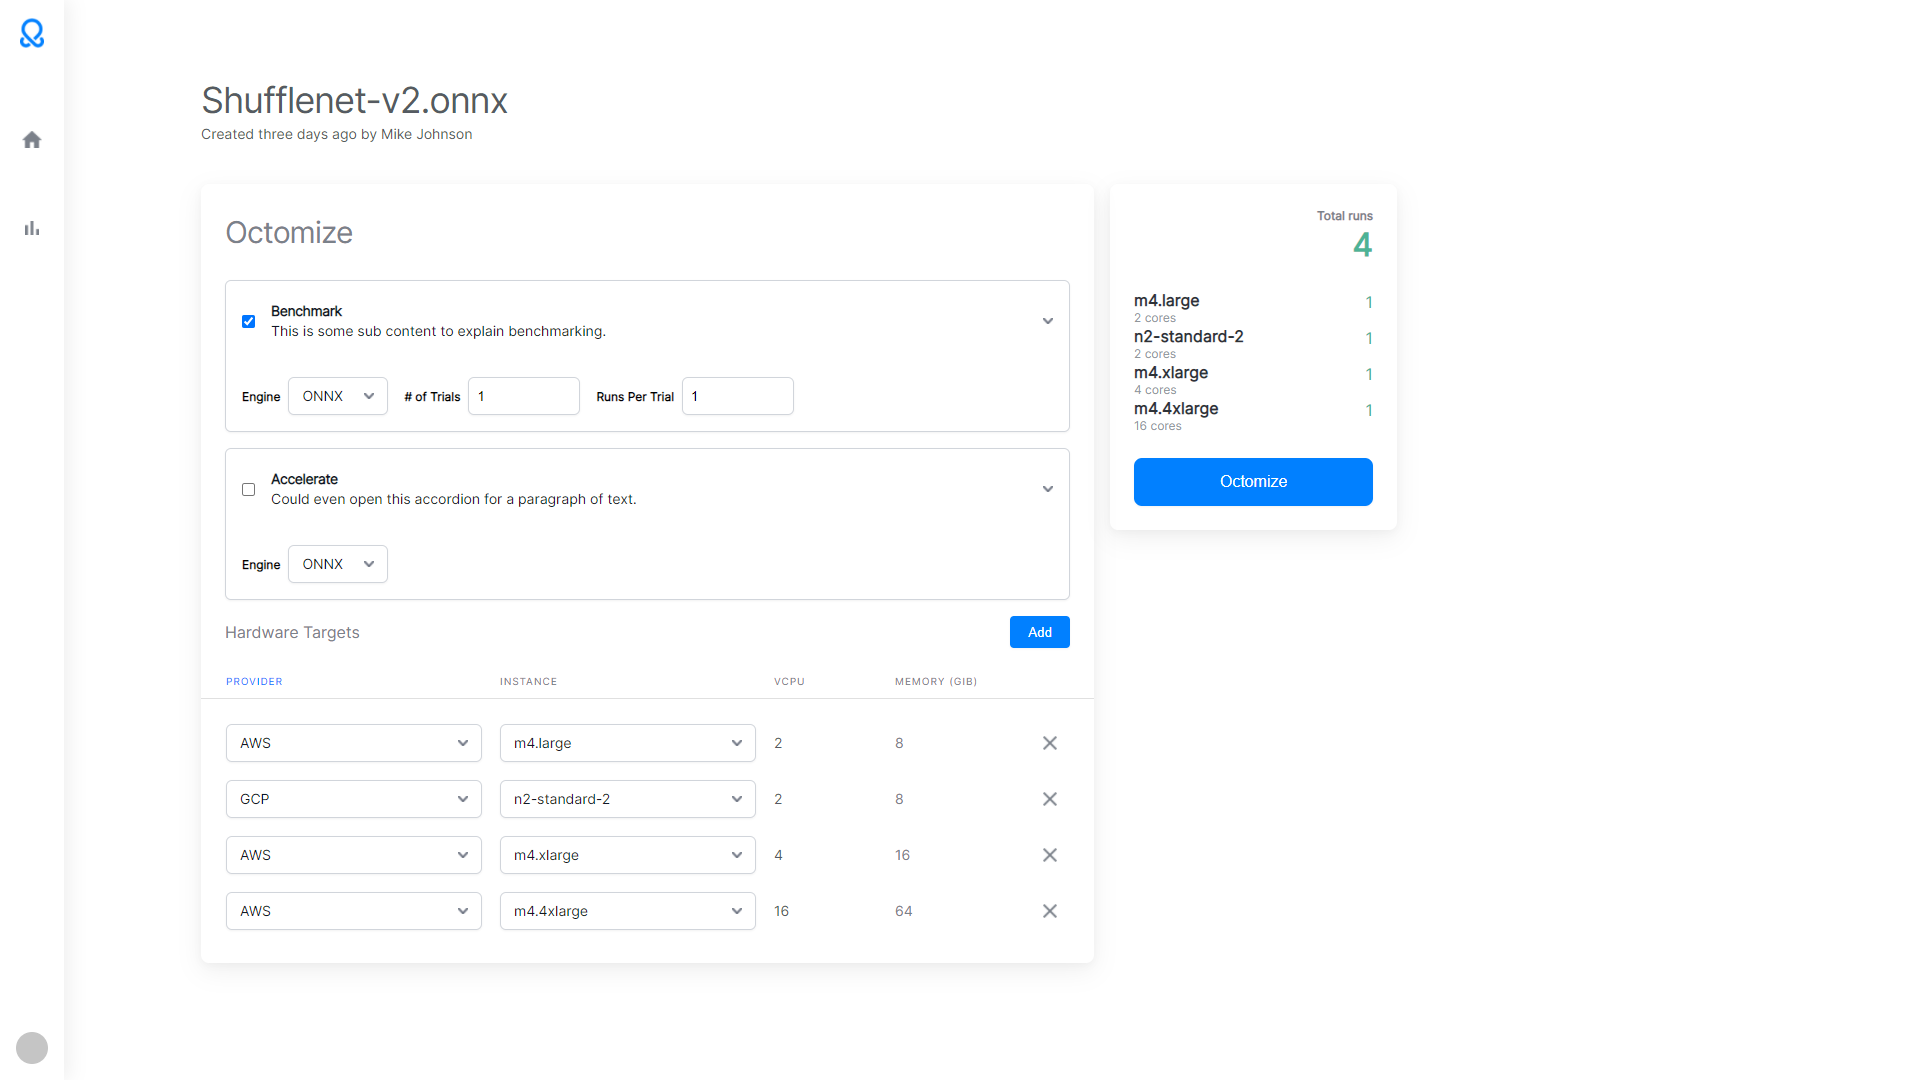 Shufflenet-v2.onnx
Created three days ago by Mike Johnson
Octomize
Benchmark
This is some sub content to explain benchmarking.
Engine ONNX # of Trials 1 Runs Per Trial 1
Accelerate
Could even open this accordion for a paragraph of text.
Engine ONNX
Hardware Targets Add
PROVIDER INSTANCE VCPU MEMORY (GIB)
AWS m4.large 2 8
GCP n2-standard-2 2 8
AWS m4.xlarge 4 16
AWS m4.4xlarge 16 64
Total runs
4
m4.large 1
2 cores
n2-standard-2 1
2 cores
m4.xlarge 1
4 cores
m4.4xlarge 1
16 cores
Octomize